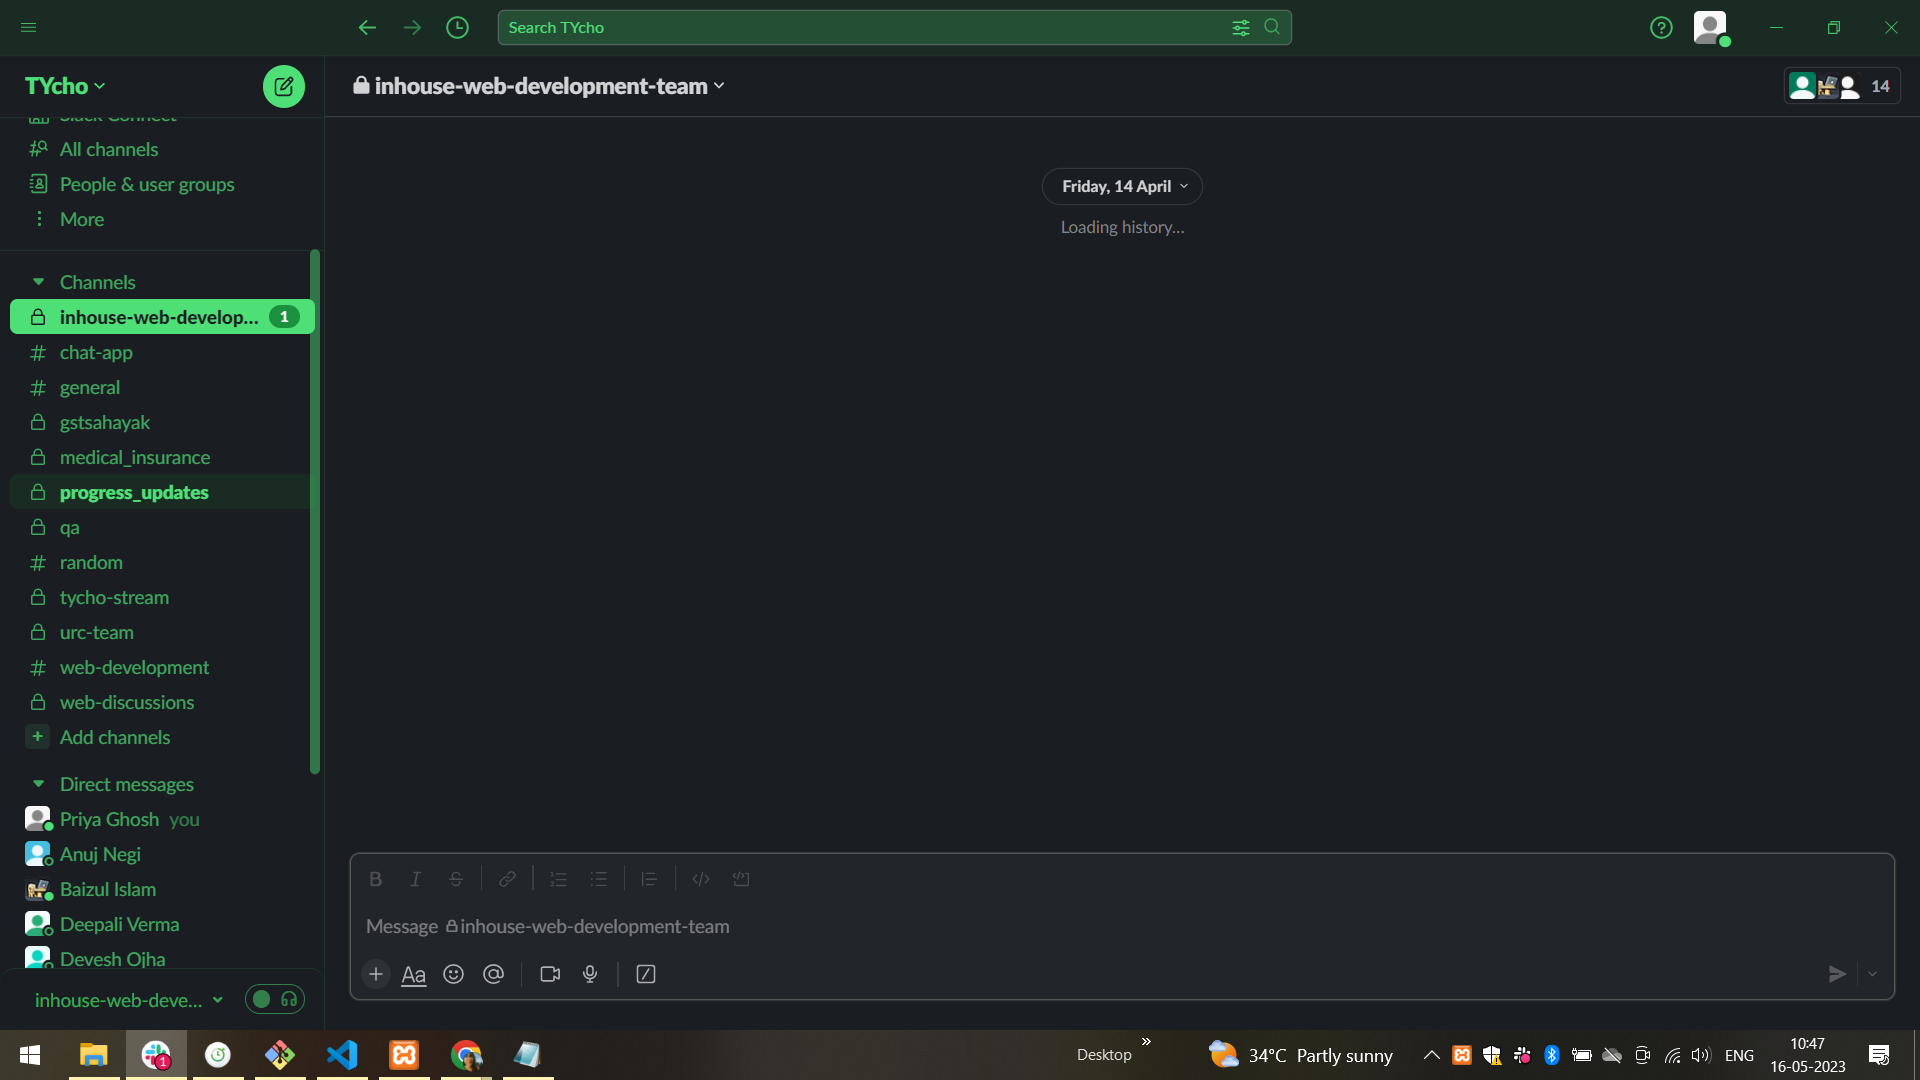 Search TYcho
TYcho
inhouse-web-development-team
14
Slack Connect
All channels
People & user groups
More
Friday, 14 April
Loading history...
Channels
inhouse-web-develop... 1
chat-app
general
gstsahayak
medical_insurance
progress_updates
qa
random
tycho-stream
urc-team
web-development
web-discussions
Add channels
Direct messages
Priya Ghosh you
Anuj Negi
Baizul Islam
Deepali Verma
Devesh Ojha
inhouse-web-deve...
B I S
Message inhouse-web-development-team
Aa
1
Desktop
34°C Partly sunny
ENG
10:47
16-05-2023